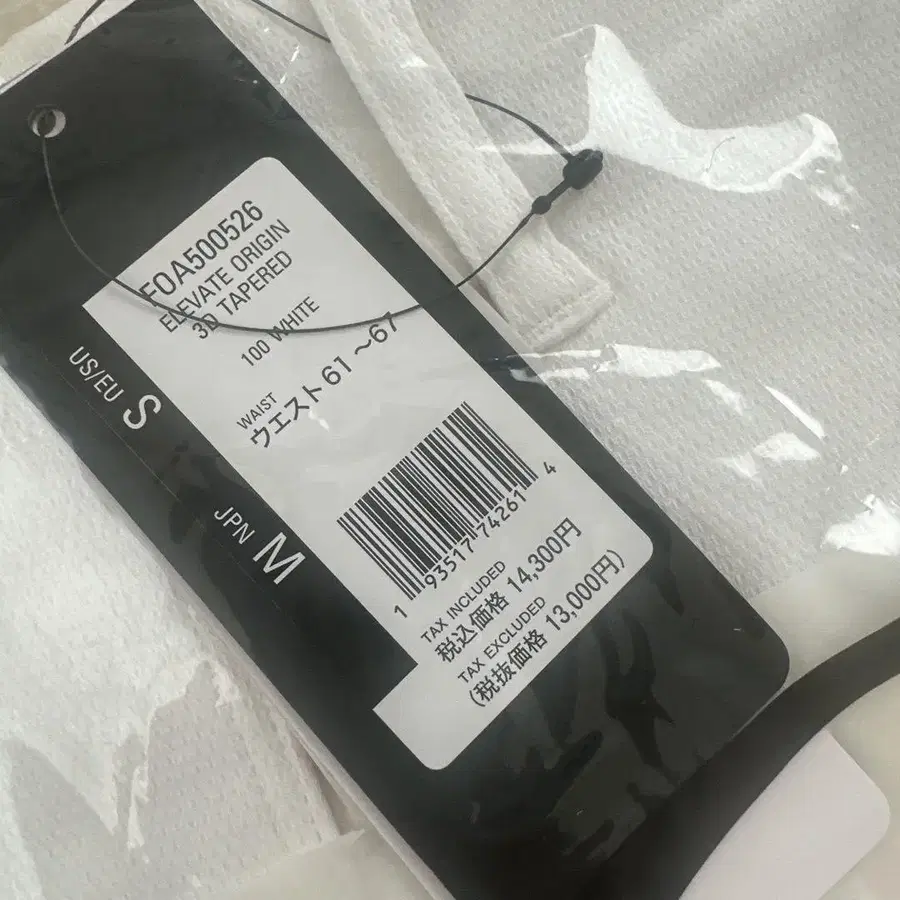 FOA500526
ELEVATE ORIGIN
3D TAPERED
100 WHITE
WAIST
ウエスト 61 ～67
US/EU S
JPN M
1 93517 74261 4
TAX INCLUDED
税込価格 14,300円
TAX EXCLUDED
(税抜価格 13,000円)